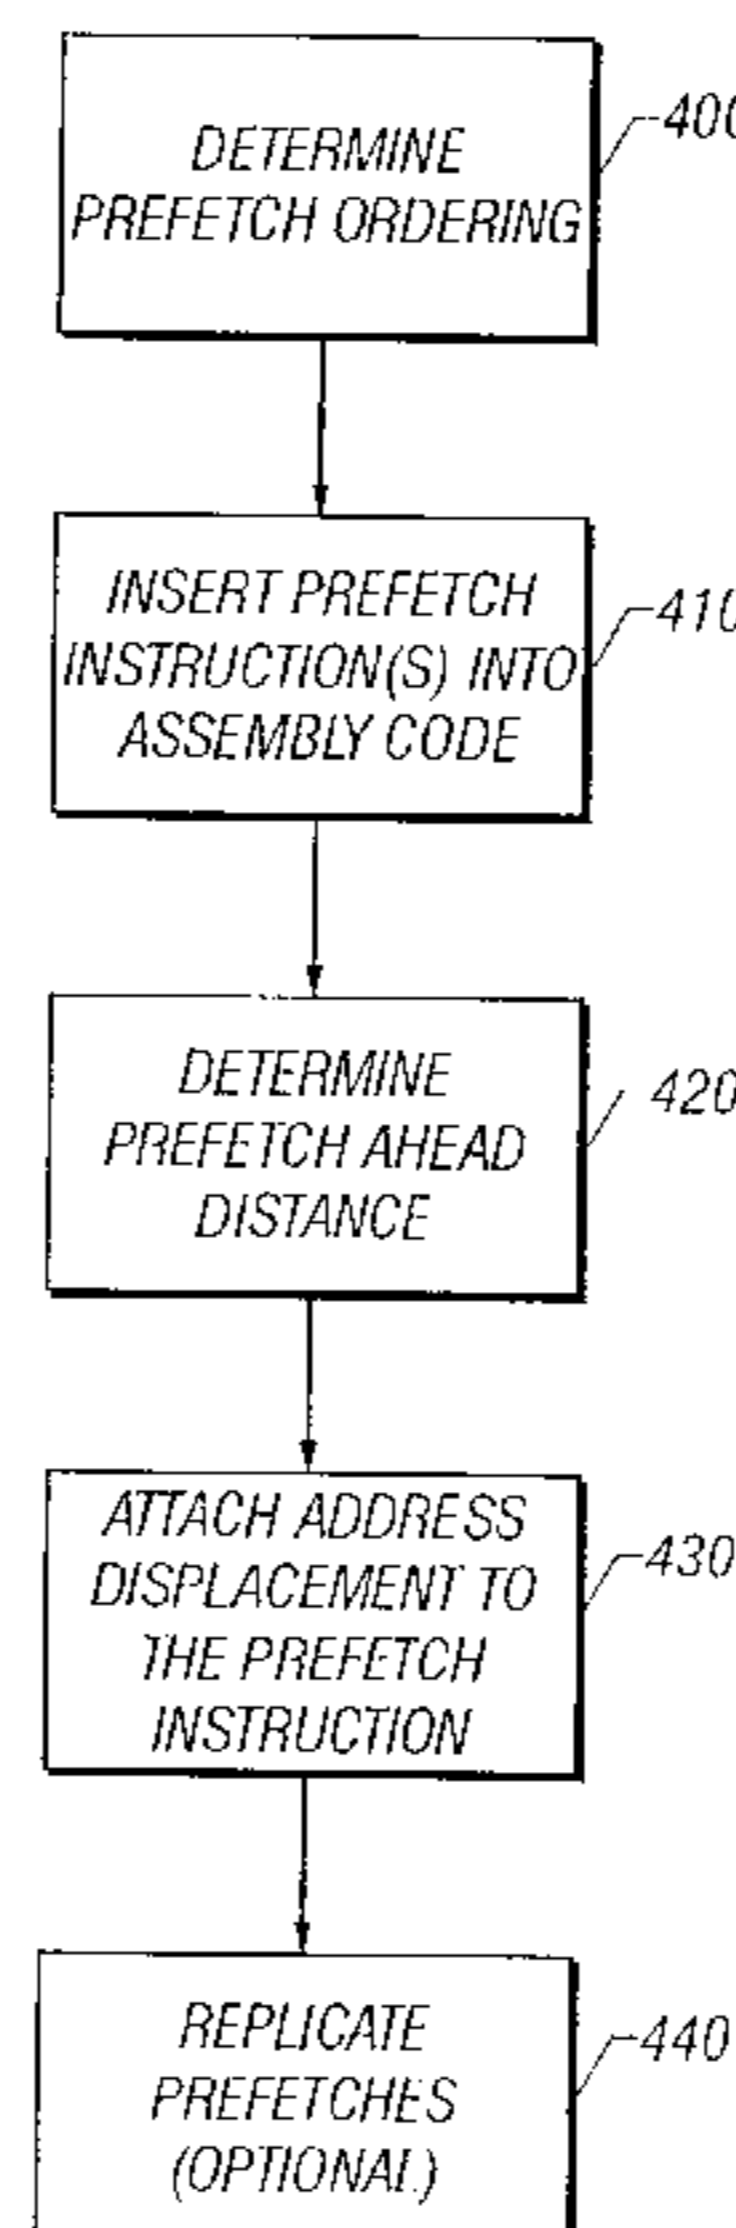 DETERMINE
PREFETCH ORDERING
400
INSERT PREFETCH
INSTRUCTION(S) INTO
ASSEMBLY CODE
410
DETERMINE
PREFETCH AHEAD
DISTANCE
420
ATTACH ADDRESS
DISPLACEMENT TO
THE PREFETCH
INSTRUCTION
430
REPLICATE
PREFETCHES
(OPTIONAL)
440